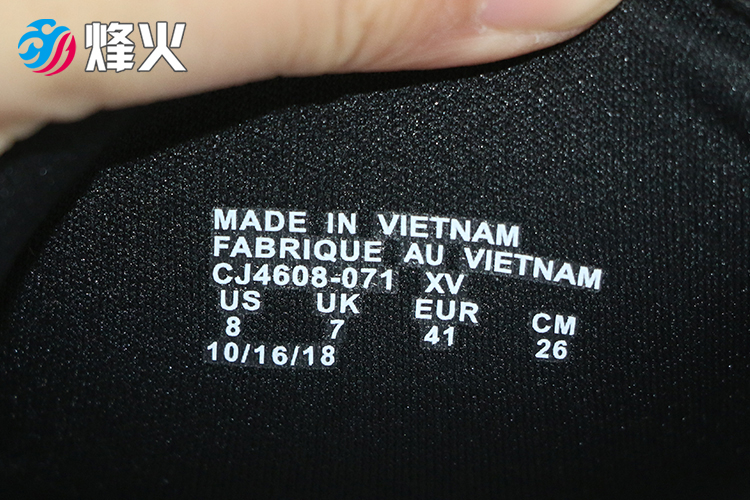 烽火
MADE IN VIETNAM
FABRIQUE AU VIETNAM
CJ4608-071 XV
US UK EUR CM
8 7 41 26
10/16/18